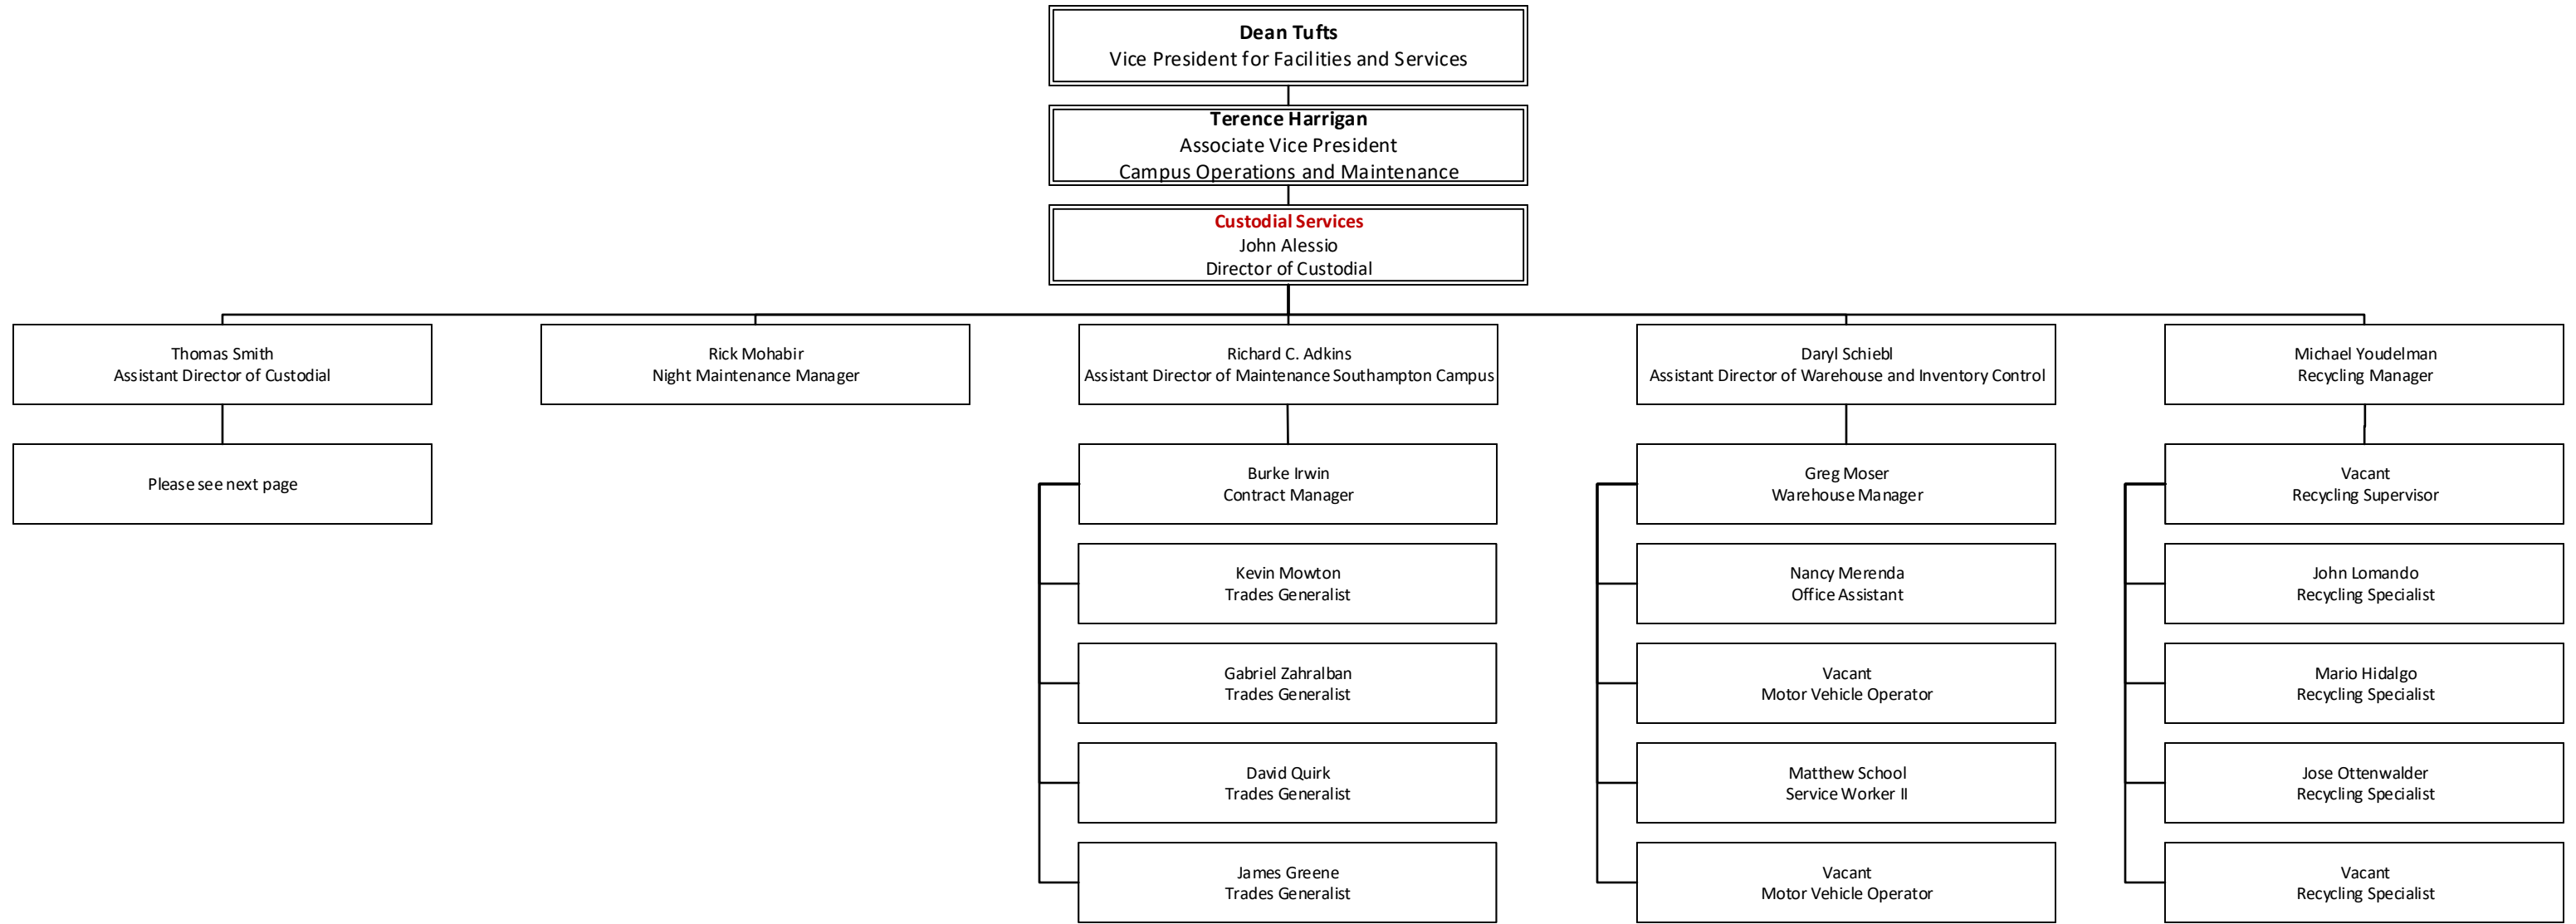 Dean Tufts
Vice President for Facilities and Services
Terence Harrigan
Associate Vice President
Campus Operations and Maintenance
Custodial Services
John Alessio
Director of Custodial
Thomas Smith
Assistant Director of Custodial
Please see next page
Rick Mohabir
Night Maintenance Manager
Richard C. Adkins
Assistant Director of Maintenance Southampton Campus
Burke Irwin
Contract Manager
Kevin Mowton
Trades Generalist
Gabriel Zahralban
Trades Generalist
David Quirk
Trades Generalist
James Greene
Trades Generalist
Daryl Schiebl
Assistant Director of Warehouse and Inventory Control
Greg Moser
Warehouse Manager
Nancy Merenda
Office Assistant
Vacant
Motor Vehicle Operator
Matthew School
Service Worker II
Vacant
Motor Vehicle Operator
Michael Youdelman
Recycling Manager
Vacant
Recycling Supervisor
John Lomando
Recycling Specialist
Mario Hidalgo
Recycling Specialist
Jose Ottenwalder
Recycling Specialist
Vacant
Recycling Specialist